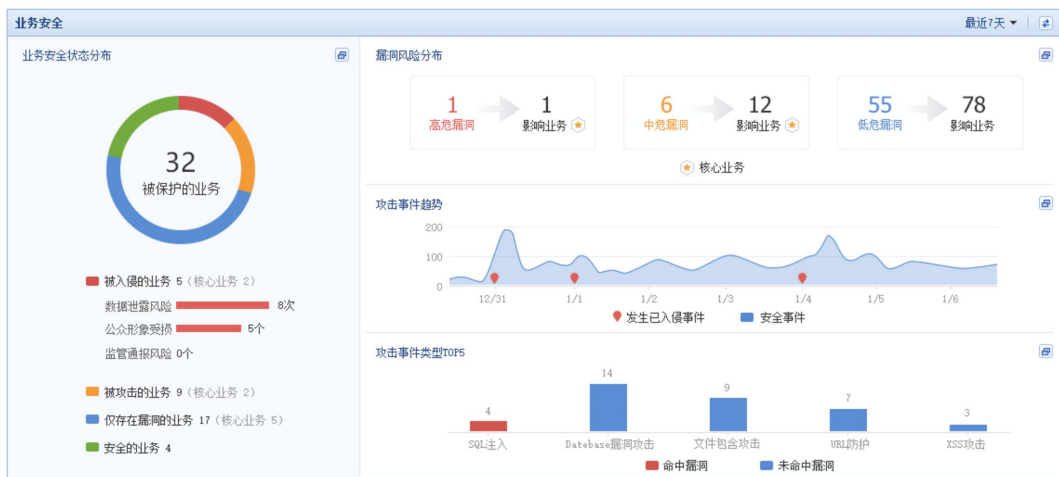 业务安全
最近7天
业务安全状态分布
32
被保护的业务
被入侵的业务 5（核心业务 2）
数据泄露风险 8次
公众形象受损 5个
监管通报风险 0个
被攻击的业务 9（核心业务 2）
仅存在漏洞的业务 17（核心业务 5）
安全的业务 4
漏洞风险分布
1 1 6 12 55 78
高危漏洞 影响业务 中危漏洞 影响业务 低危漏洞 影响业务
核心业务
攻击事件趋势
200
100
0
12/31 1/1 1/2 1/3 1/4 1/5 1/6
发生已入侵事件 安全事件
攻击事件类型TOP5
4 14 9 7 3
SQL注入 Datebase漏洞攻击 文件包含攻击 URL防护 XSS攻击
命中漏洞 未命中漏洞